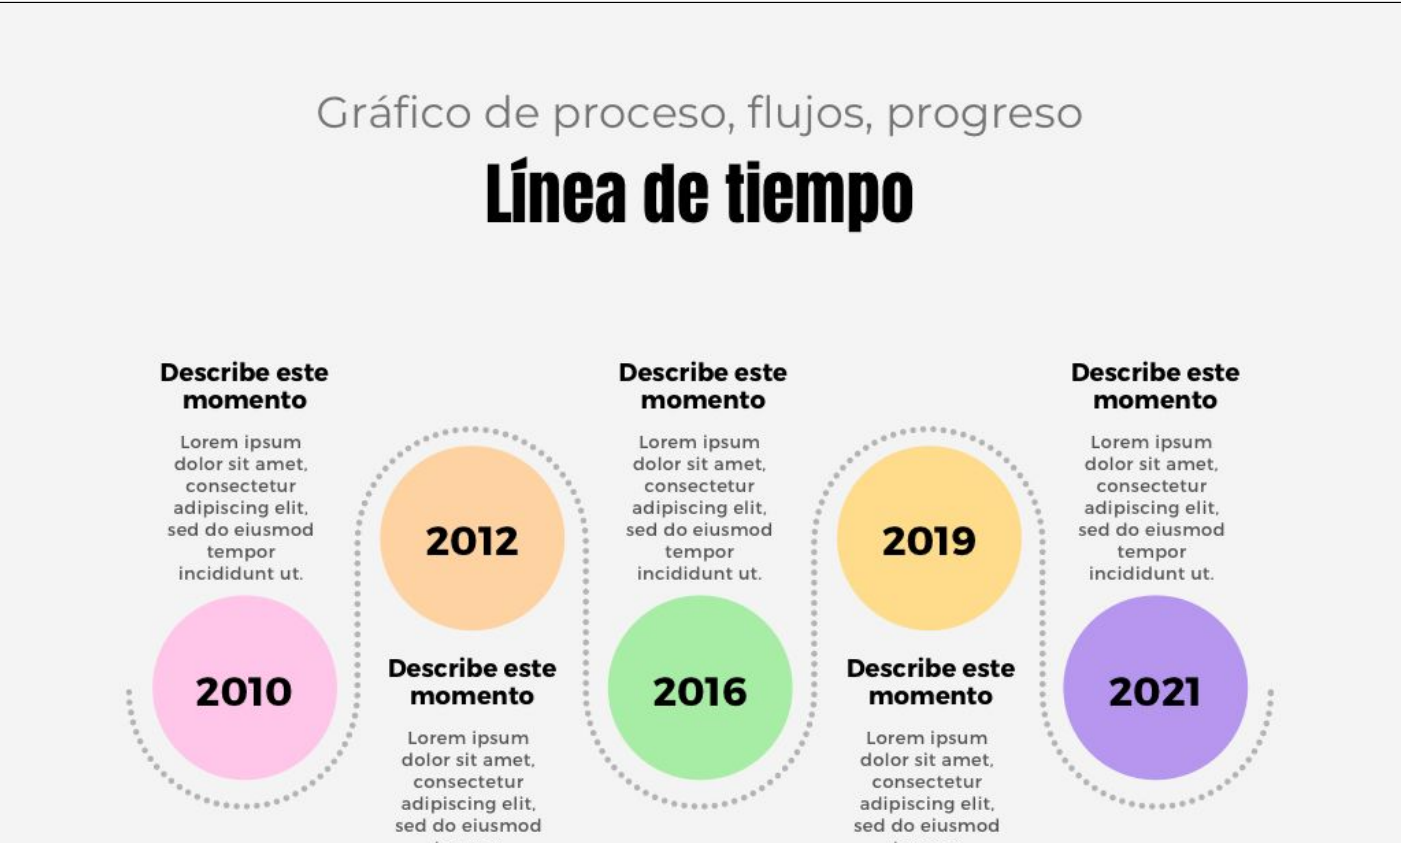 Gráfico de proceso, flujos, progreso
Línea de tiempo
Describe este
momento
Lorem ipsum
dolor sit amet,
consectetur
adipiscing elit,
sed do eiusmod
tempor
incididunt ut.
2010
2012
Describe este
momento
Lorem ipsum
dolor sit amet,
consectetur
adipiscing elit,
sed do eiusmod
Describe este
momento
Lorem ipsum
dolor sit amet,
consectetur
adipiscing elit,
sed do eiusmod
tempor
incididunt ut.
2016
2019
Describe este
momento
Lorem ipsum
dolor sit amet,
consectetur
adipiscing elit,
sed do eiusmod
Describe este
momento
Lorem ipsum
dolor sit amet,
consectetur
adipiscing elit,
sed do eiusmod
tempor
incididunt ut.
2021